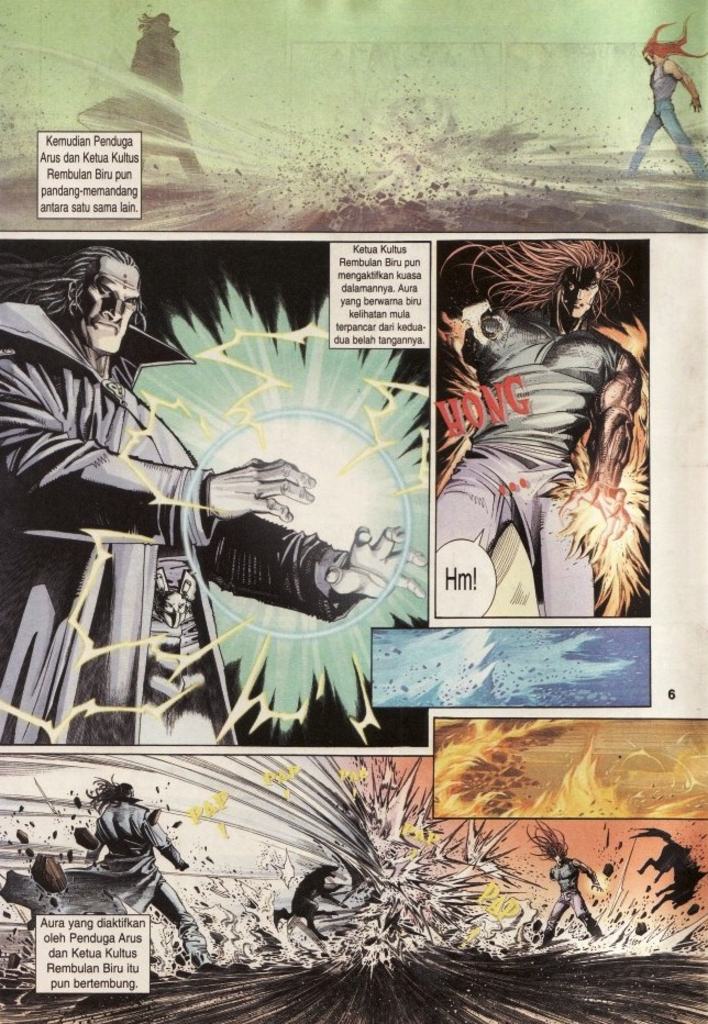 Kemudian Penduga
Arus dan Ketua Kultus
Rembulan Biru pun
pandang-memandang
antara satu sama lain.
Ketua Kultus
Rembulan Biru pun
mengaktifkan kuasa
dalamannya. Aura
yang berwarna biru
kelihatan mula
terpancar dari kedua-
dua belah tangannya.
WONG
...
Hm!
6
PAP
!
PAP
!
PAP
!
PAP
!
PAP
!
Aura yang diaktifkan
oleh Penduga Arus
dan Ketua Kultus
Rembulan Biru itu
pun bertembung.